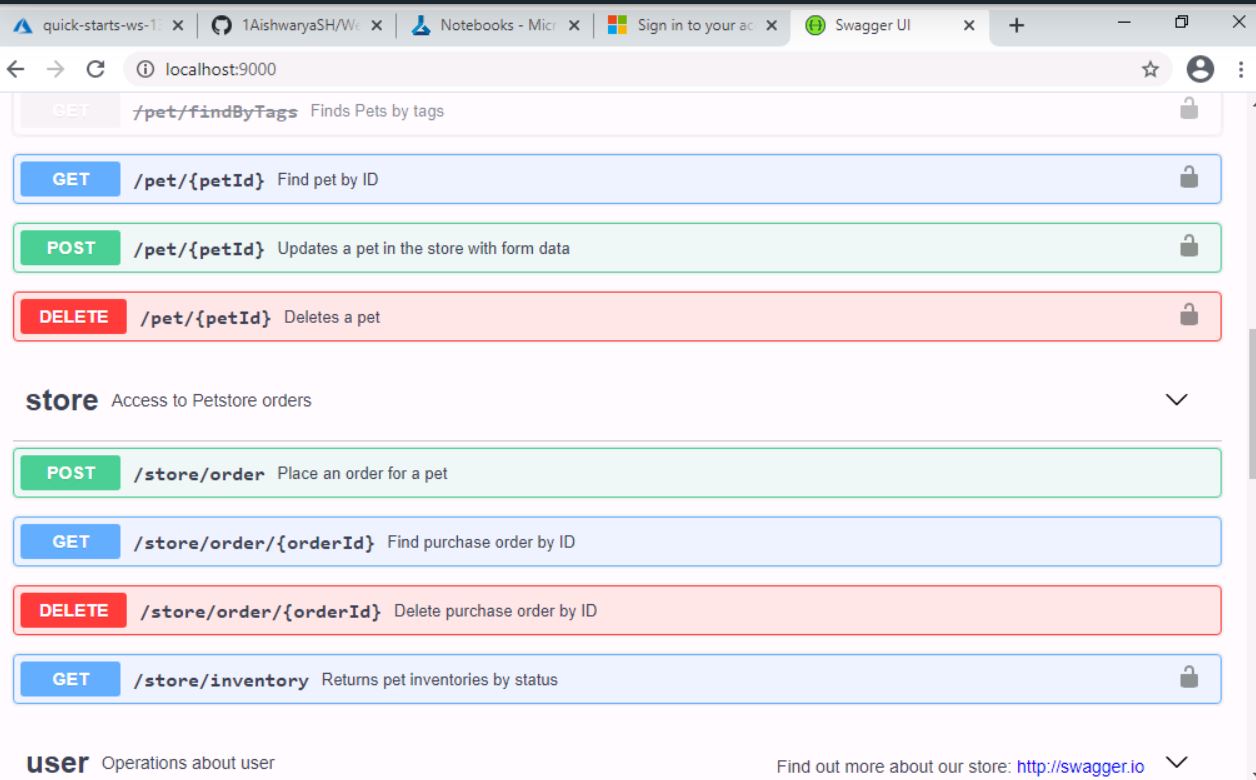 quick-starts-ws-13
1AishwaryaSH/We
Notebooks - Micr
Sign in to your ac
Swagger UI
localhost:9000
GET /pet/findByTags Finds Pets by tags
GET /pet/{petId} Find pet by ID
POST /pet/{petId} Updates a pet in the store with form data
DELETE /pet/{petId} Deletes a pet
store Access to Petstore orders
POST /store/order Place an order for a pet
GET /store/order/{orderId} Find purchase order by ID
DELETE /store/order/{orderId} Delete purchase order by ID
GET /store/inventory Returns pet inventories by status
user Operations about user
Find out more about our store: http://swagger.io